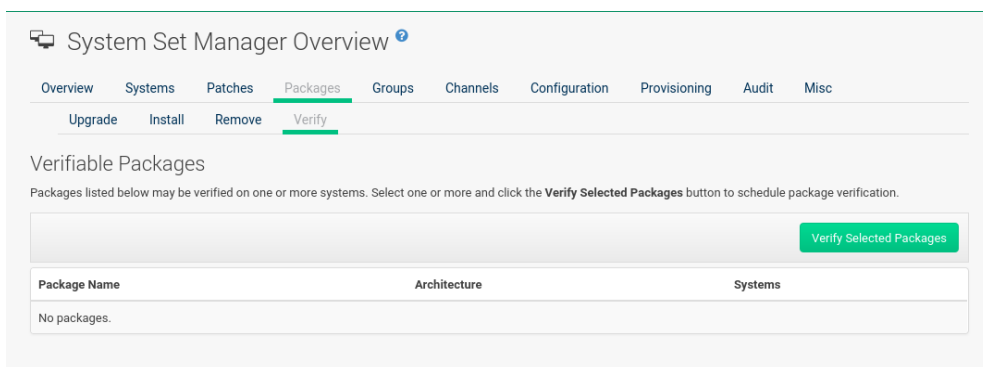 System Set Manager Overview ?
Overview Systems Patches Packages Groups Channels Configuration Provisioning Audit Misc
Upgrade Install Remove Verify
Verifiable Packages
Packages listed below may be verified on one or more systems. Select one or more and click the Verify Selected Packages button to schedule package verification.
Verify Selected Packages
Package Name Architecture Systems
No packages.